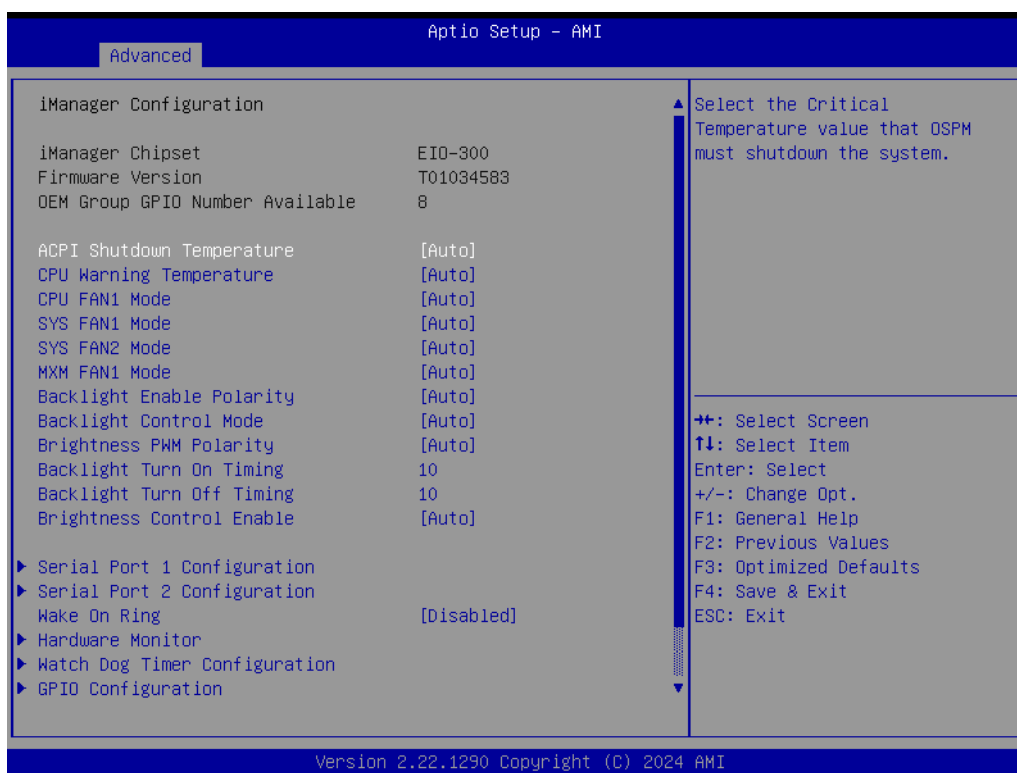 Aptio Setup – AMI
Advanced
iManager Configuration
iManager Chipset EIO-300
Firmware Version T01034583
OEM Group GPIO Number Available 8
ACPI Shutdown Temperature [Auto]
CPU Warning Temperature [Auto]
CPU FAN1 Mode [Auto]
SYS FAN1 Mode [Auto]
SYS FAN2 Mode [Auto]
MXM FAN1 Mode [Auto]
Backlight Enable Polarity [Auto]
Backlight Control Mode [Auto]
Brightness PWM Polarity [Auto]
Backlight Turn On Timing 10
Backlight Turn Off Timing 10
Brightness Control Enable [Auto]
Serial Port 1 Configuration
Serial Port 2 Configuration
Wake On Ring [Disabled]
Hardware Monitor
Watch Dog Timer Configuration
GPIO Configuration
Select the Critical
Temperature value that OSPM
must shutdown the system.
→←: Select Screen
↑↓: Select Item
Enter: Select
+/-: Change Opt.
F1: General Help
F2: Previous Values
F3: Optimized Defaults
F4: Save & Exit
ESC: Exit
Version 2.22.1290 Copyright (C) 2024 AMI